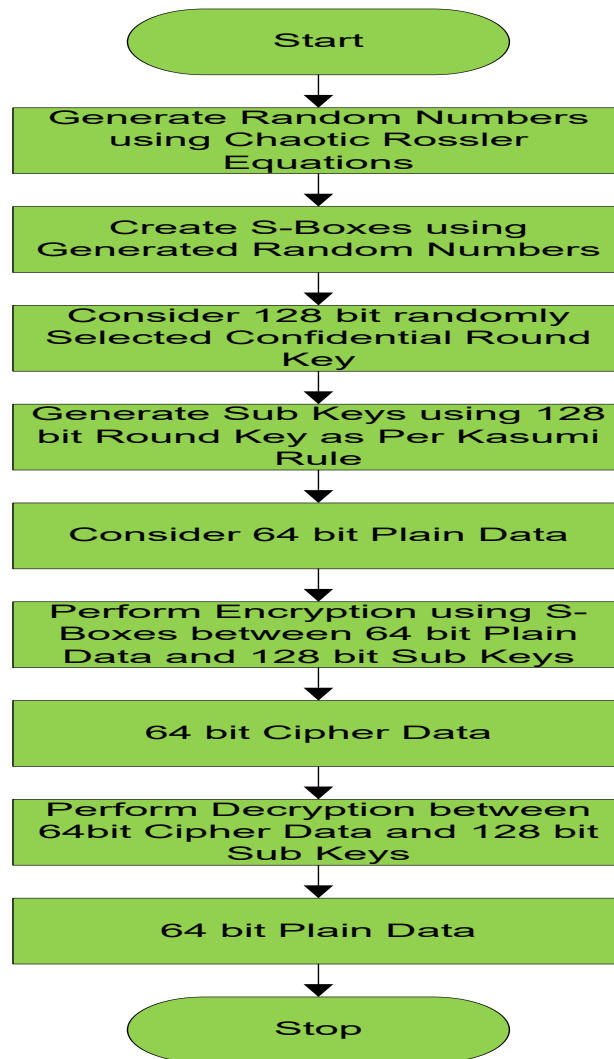 Start
Generate Random Numbers
using Chaotic Rossler
Equations
Create S-Boxes using
Generated Random Numbers
Consider 128 bit randomly
Selected Confidential Round
Key
Generate Sub Keys using 128
bit Round Key as Per Kasumi
Rule
Consider 64 bit Plain Data
Perform Encryption using S-
Boxes between 64 bit Plain
Data and 128 bit Sub Keys
64 bit Cipher Data
Perform Decryption between
64bit Cipher Data and 128 bit
Sub Keys
64 bit Plain Data
Stop